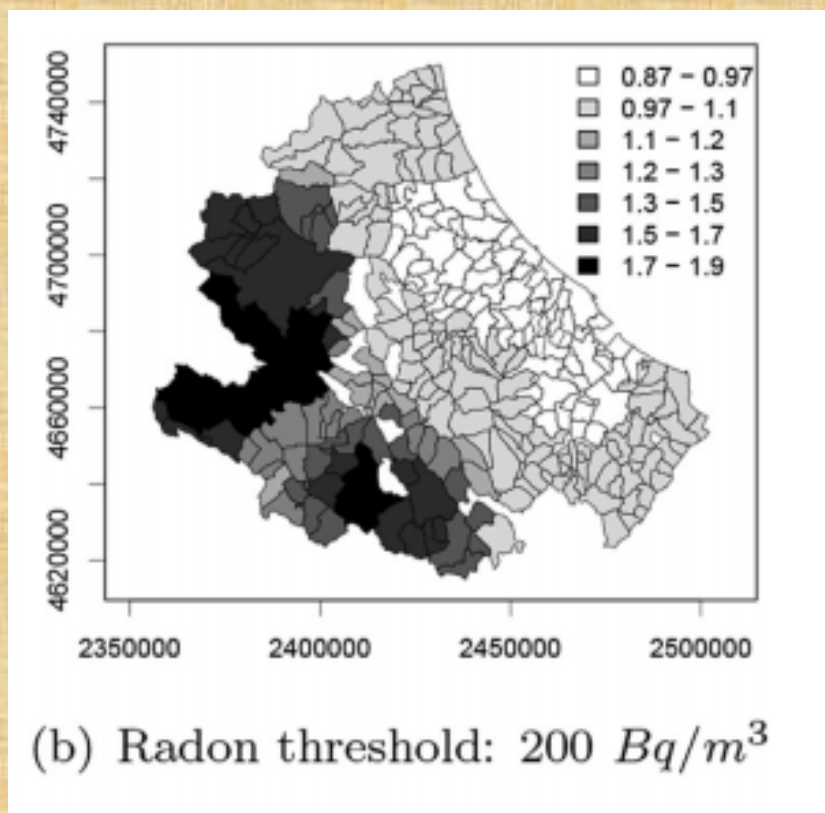 4740000
4700000
4660000
4620000
0.87 − 0.97
0.97 − 1.1
1.1 − 1.2
1.2 − 1.3
1.3 − 1.5
1.5 − 1.7
1.7 − 1.9
2350000 2400000 2450000 2500000
(b) Radon threshold: 200 Bq/m³